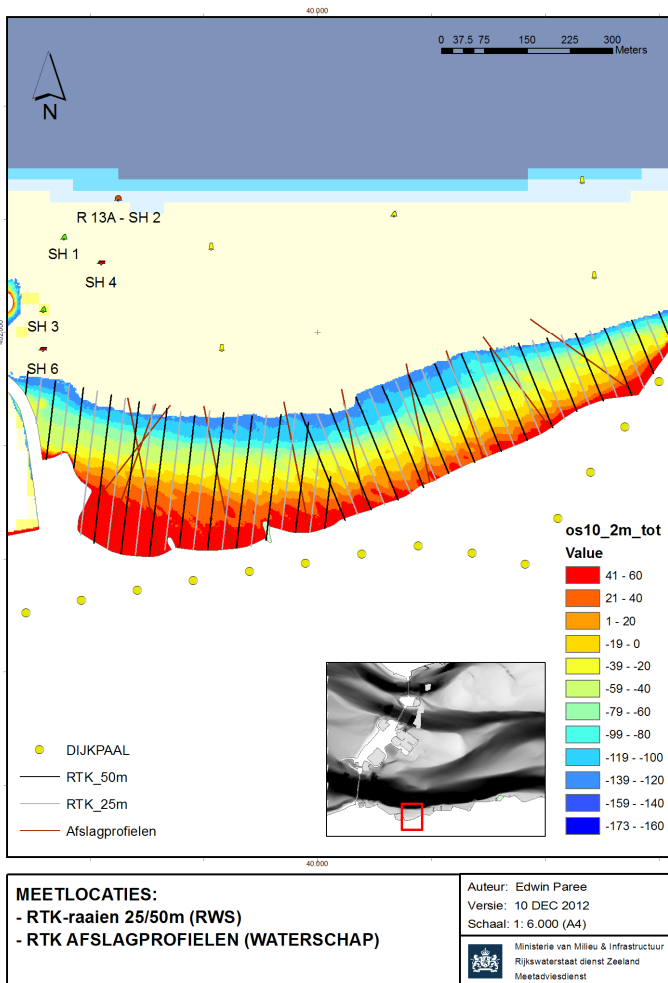 40.000
0 37.5 75 150 225 300
Meters
N
R 13A - SH 2
SH 1
SH 4
SH 3
SH 6
os10_2m_tot
Value
41 - 60
21 - 40
1 - 20
-19 - 0
-39 - -20
-59 - -40
-79 - -60
-99 - -80
-119 - -100
-139 - -120
-159 - -140
-173 - -160
DIJKPAAL
RTK_50m
RTK_25m
Afslagprofielen
40.000
MEETLOCATIES:
- RTK-raaien 25/50m (RWS)
- RTK AFSLAGPROFIELEN (WATERSCHAP)
Auteur: Edwin Paree
Versie: 10 DEC 2012
Schaal: 1: 6.000 (A4)
Ministerie van Milieu & Infrastructuur
Rijkswaterstaat dienst Zeeland
Meetadviesdienst